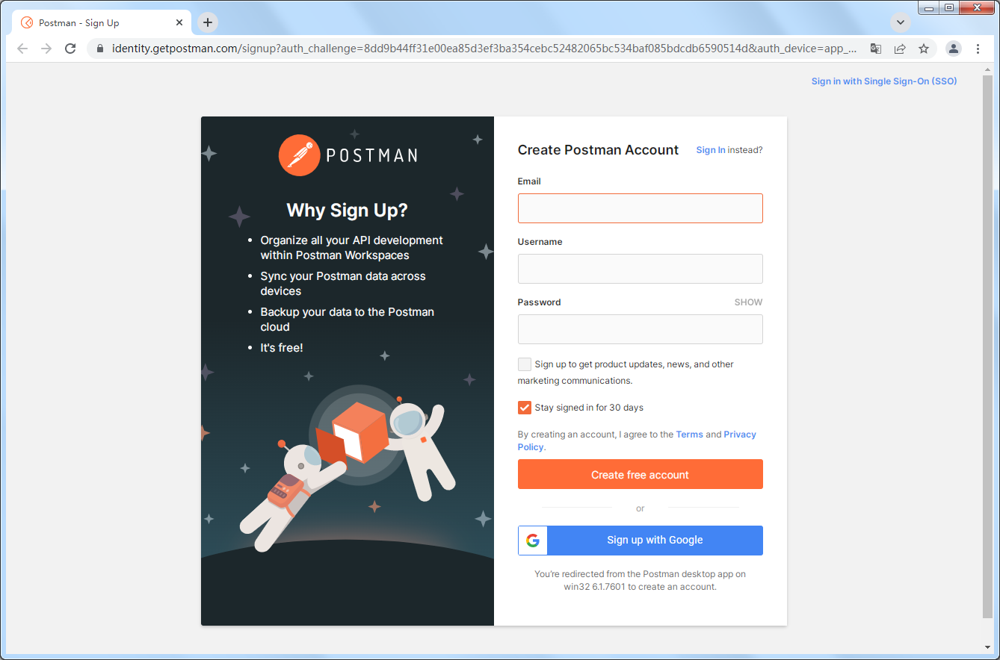 Postman - Sign Up
identity.getpostman.com/signup?auth_challenge=8dd9b44ff31e00ea85d3ef3ba354cebc52482065bc534baf085bdcdb6590514d&auth_device=app_...
Sign in with Single Sign-On (SSO)
POSTMAN
Why Sign Up?
• Organize all your API development
within Postman Workspaces
• Sync your Postman data across
devices
• Backup your data to the Postman
cloud
• It's free!
Create Postman Account
Sign In instead?
Email
Username
Password
SHOW
Sign up to get product updates, news, and other
marketing communications.
Stay signed in for 30 days
By creating an account, I agree to the Terms and Privacy
Policy.
Create free account
or
G
Sign up with Google
You’re redirected from the Postman desktop app on
win32 6.1.7601 to create an account.